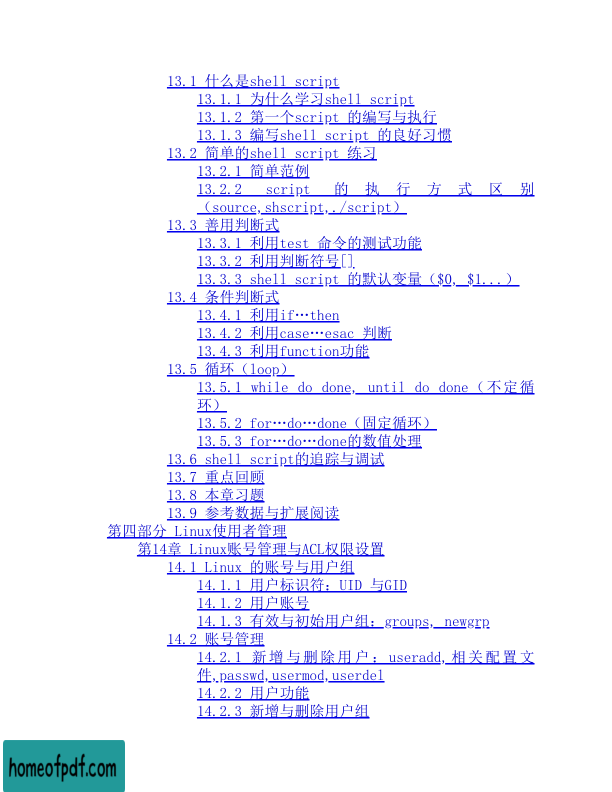 13.1 什么是shell script
13.1.1 为什么学习shell script
13.1.2 第一个script 的编写与执行
13.1.3 编写shell script 的良好习惯
13.2 简单的shell script 练习
13.2.1 简单范例
13.2.2 script 的执行方式区别
（source,shscript,./script）
13.3 善用判断式
13.3.1 利用test 命令的测试功能
13.3.2 利用判断符号[]
13.3.3 shell script 的默认变量（$0, $1...）
13.4 条件判断式
13.4.1 利用if…then
13.4.2 利用case…esac 判断
13.4.3 利用function功能
13.5 循环（loop）
13.5.1 while do done, until do done（不定循
环）
13.5.2 for…do…done（固定循环）
13.5.3 for…do…done的数值处理
13.6 shell script的追踪与调试
13.7 重点回顾
13.8 本章习题
13.9 参考数据与扩展阅读
第四部分 Linux使用者管理
第14章 Linux账号管理与ACL权限设置
14.1 Linux 的账号与用户组
14.1.1 用户标识符：UID 与GID
14.1.2 用户账号
14.1.3 有效与初始用户组：groups, newgrp
14.2 账号管理
14.2.1 新增与删除用户：useradd,相关配置文
件,passwd,usermod,userdel
14.2.2 用户功能
14.2.3 新增与删除用户组
homeofpdf.com